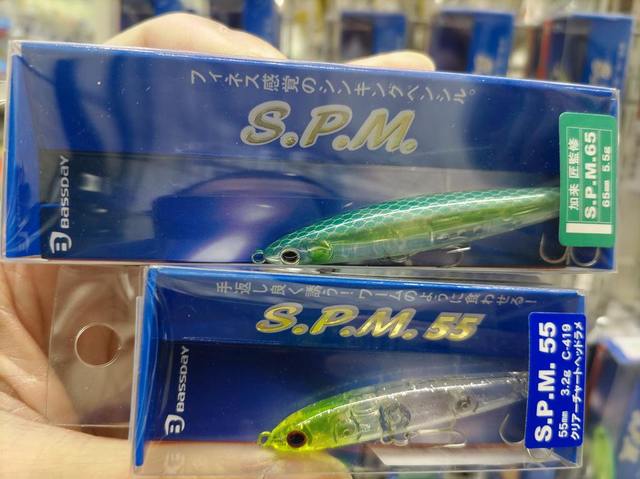 フィネス感覚のシンキングペンシル。
S.P.M.
BASSDAY
加来 匠監修
S.P.M.65
65mm 5.5g
手返し良く誘う!ワームのように食わせる!
S.P.M. 55
BASSDAY
S.P.M. 55
55mm 3.2g C-419
クリアーチャートヘッドラメ